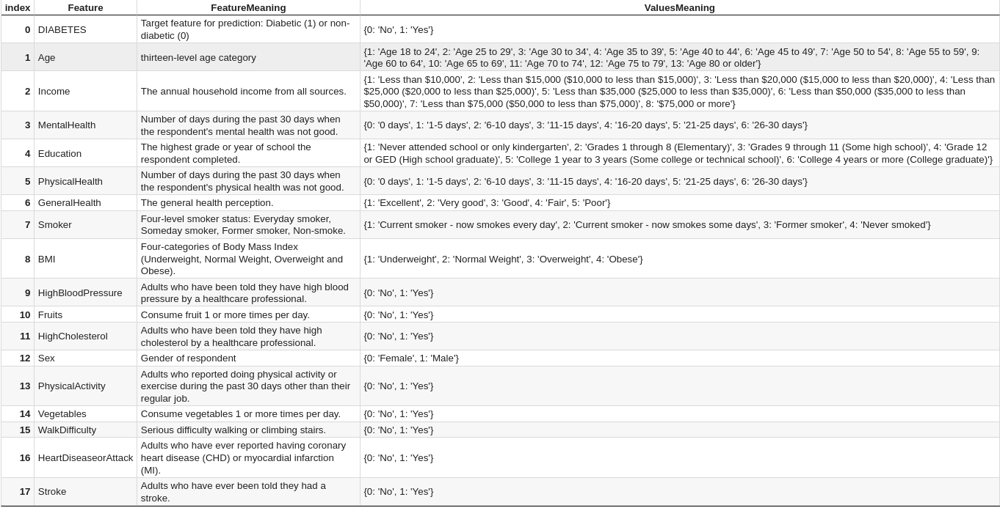 index Feature FeatureMeaning ValuesMeaning
0 DIABETES Target feature for prediction: Diabetic (1) or non-
diabetic (0) {0: 'No', 1: 'Yes'}
1 Age thirteen-level age category {1: 'Age 18 to 24', 2: 'Age 25 to 29', 3: 'Age 30 to 34', 4: 'Age 35 to 39', 5: 'Age 40 to 44', 6: 'Age 45 to 49', 7: 'Age 50 to 54', 8: 'Age 55 to 59', 9:
'Age 60 to 64', 10: 'Age 65 to 69', 11: 'Age 70 to 74', 12: 'Age 75 to 79', 13: 'Age 80 or older'}
2 Income The annual household income from all sources. {1: 'Less than $10,000', 2: 'Less than $15,000 ($10,000 to less than $15,000)', 3: 'Less than $20,000 ($15,000 to less than $20,000)', 4: 'Less than
$25,000 ($20,000 to less than $25,000)', 5: 'Less than $35,000 ($25,000 to less than $35,000)', 6: 'Less than $50,000 ($35,000 to less than
$50,000)', 7: 'Less than $75,000 ($50,000 to less than $75,000)', 8: '$75,000 or more'}
3 MentalHealth Number of days during the past 30 days when
the respondent's mental health was not good. {0: '0 days', 1: '1-5 days', 2: '6-10 days', 3: '11-15 days', 4: '16-20 days', 5: '21-25 days', 6: '26-30 days'}
4 Education The highest grade or year of school the
respondent completed. {1: 'Never attended school or only kindergarten', 2: 'Grades 1 through 8 (Elementary)', 3: 'Grades 9 through 11 (Some high school)', 4: 'Grade 12
or GED (High school graduate)', 5: 'College 1 year to 3 years (Some college or technical school)', 6: 'College 4 years or more (College graduate)'}
5 PhysicalHealth Number of days during the past 30 days when
the respondent's physical health was not good. {0: '0 days', 1: '1-5 days', 2: '6-10 days', 3: '11-15 days', 4: '16-20 days', 5: '21-25 days', 6: '26-30 days'}
6 GeneralHealth The general health perception. {1: 'Excellent', 2: 'Very good', 3: 'Good', 4: 'Fair', 5: 'Poor'}
7 Smoker Four-level smoker status: Everyday smoker,
Someday smoker, Former smoker, Non-smoke. {1: 'Current smoker - now smokes every day', 2: 'Current smoker - now smokes some days', 3: 'Former smoker', 4: 'Never smoked'}
8 BMI Four-categories of Body Mass Index
(Underweight, Normal Weight, Overweight and
Obese). {1: 'Underweight', 2: 'Normal Weight', 3: 'Overweight', 4: 'Obese'}
9 HighBloodPressure Adults who have been told they have high blood
pressure by a healthcare professional. {0: 'No', 1: 'Yes'}
10 Fruits Consume fruit 1 or more times per day. {0: 'No', 1: 'Yes'}
11 HighCholesterol Adults who have been told they have high
cholesterol by a healthcare professional. {0: 'No', 1: 'Yes'}
12 Sex Gender of respondent {0: 'Female', 1: 'Male'}
13 PhysicalActivity Adults who reported doing physical activity or
exercise during the past 30 days other than their
regular job. {0: 'No', 1: 'Yes'}
14 Vegetables Consume vegetables 1 or more times per day. {0: 'No', 1: 'Yes'}
15 WalkDifficulty Serious difficulty walking or climbing stairs. {0: 'No', 1: 'Yes'}
16 HeartDiseaseorAttack Adults who have ever reported having coronary
heart disease (CHD) or myocardial infarction
(MI). {0: 'No', 1: 'Yes'}
17 Stroke Adults who have ever been told they had a
stroke. {0: 'No', 1: 'Yes'}